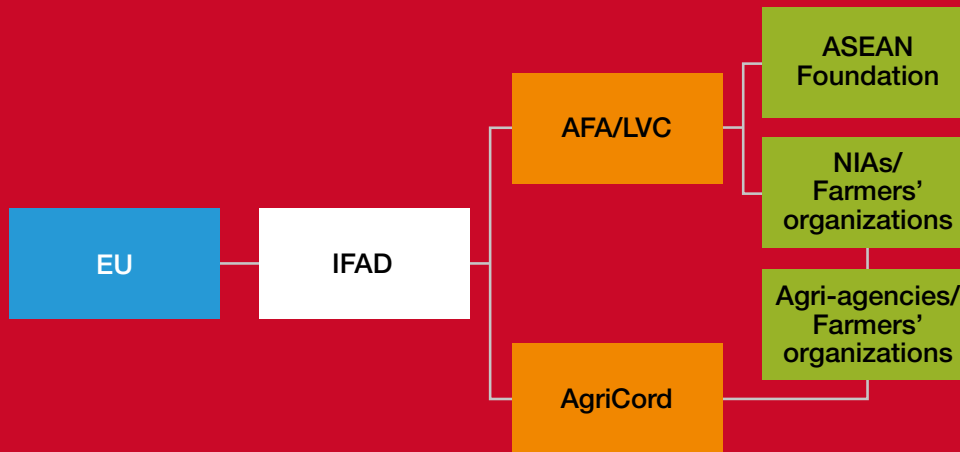 EU
IFAD
AFA/LVC
AgriCord
ASEAN
Foundation
NIAs/
Farmers’
organizations
Agri-agencies/
Farmers’
organizations